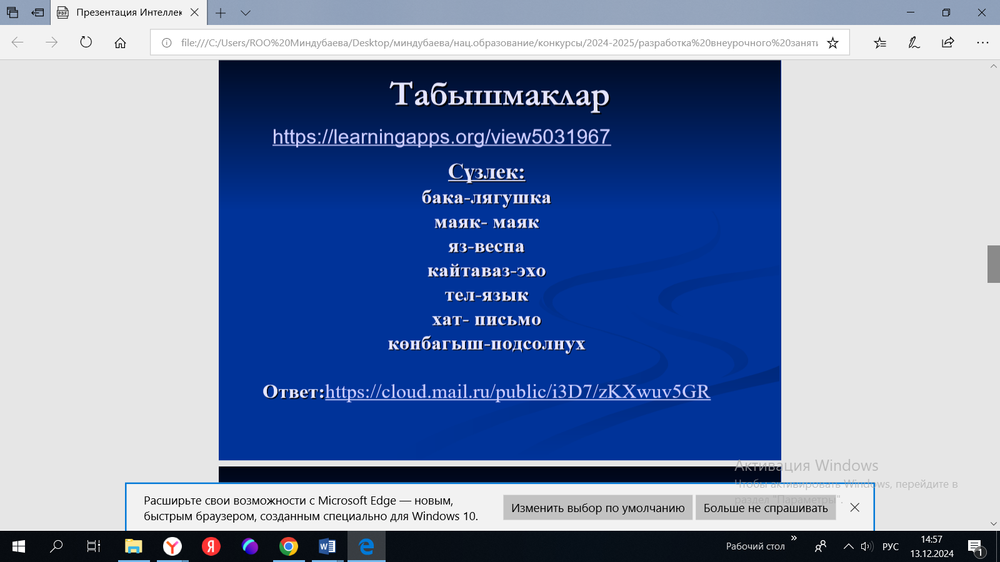 Презентация Интеллек
file:///C:/Users/ROO%20Миндубаева/Desktop/миндубаева/нац.образование/конкурсы/2024-2025/разработка%20внеурочного%20заняти
Табышмаклар
https://learningapps.org/view5031967
Сүзлек:
бака-лягушка
маяк- маяк
яз-весна
кайтаваз-эхо
тел-язык
хат- письмо
көнбагыш-подсолнух
Ответ:https://cloud.mail.ru/public/i3D7/zKXwuv5GR
Активация Windows
Чтобы активировать Windows, перейдите в
раздел "Параметры".
Расширьте свои возможности с Microsoft Edge — новым,
быстрым браузером, созданным специально для Windows 10.
Изменить выбор по умолчанию
Больше не спрашивать
Рабочий стол
РУС
14:57
13.12.2024
1